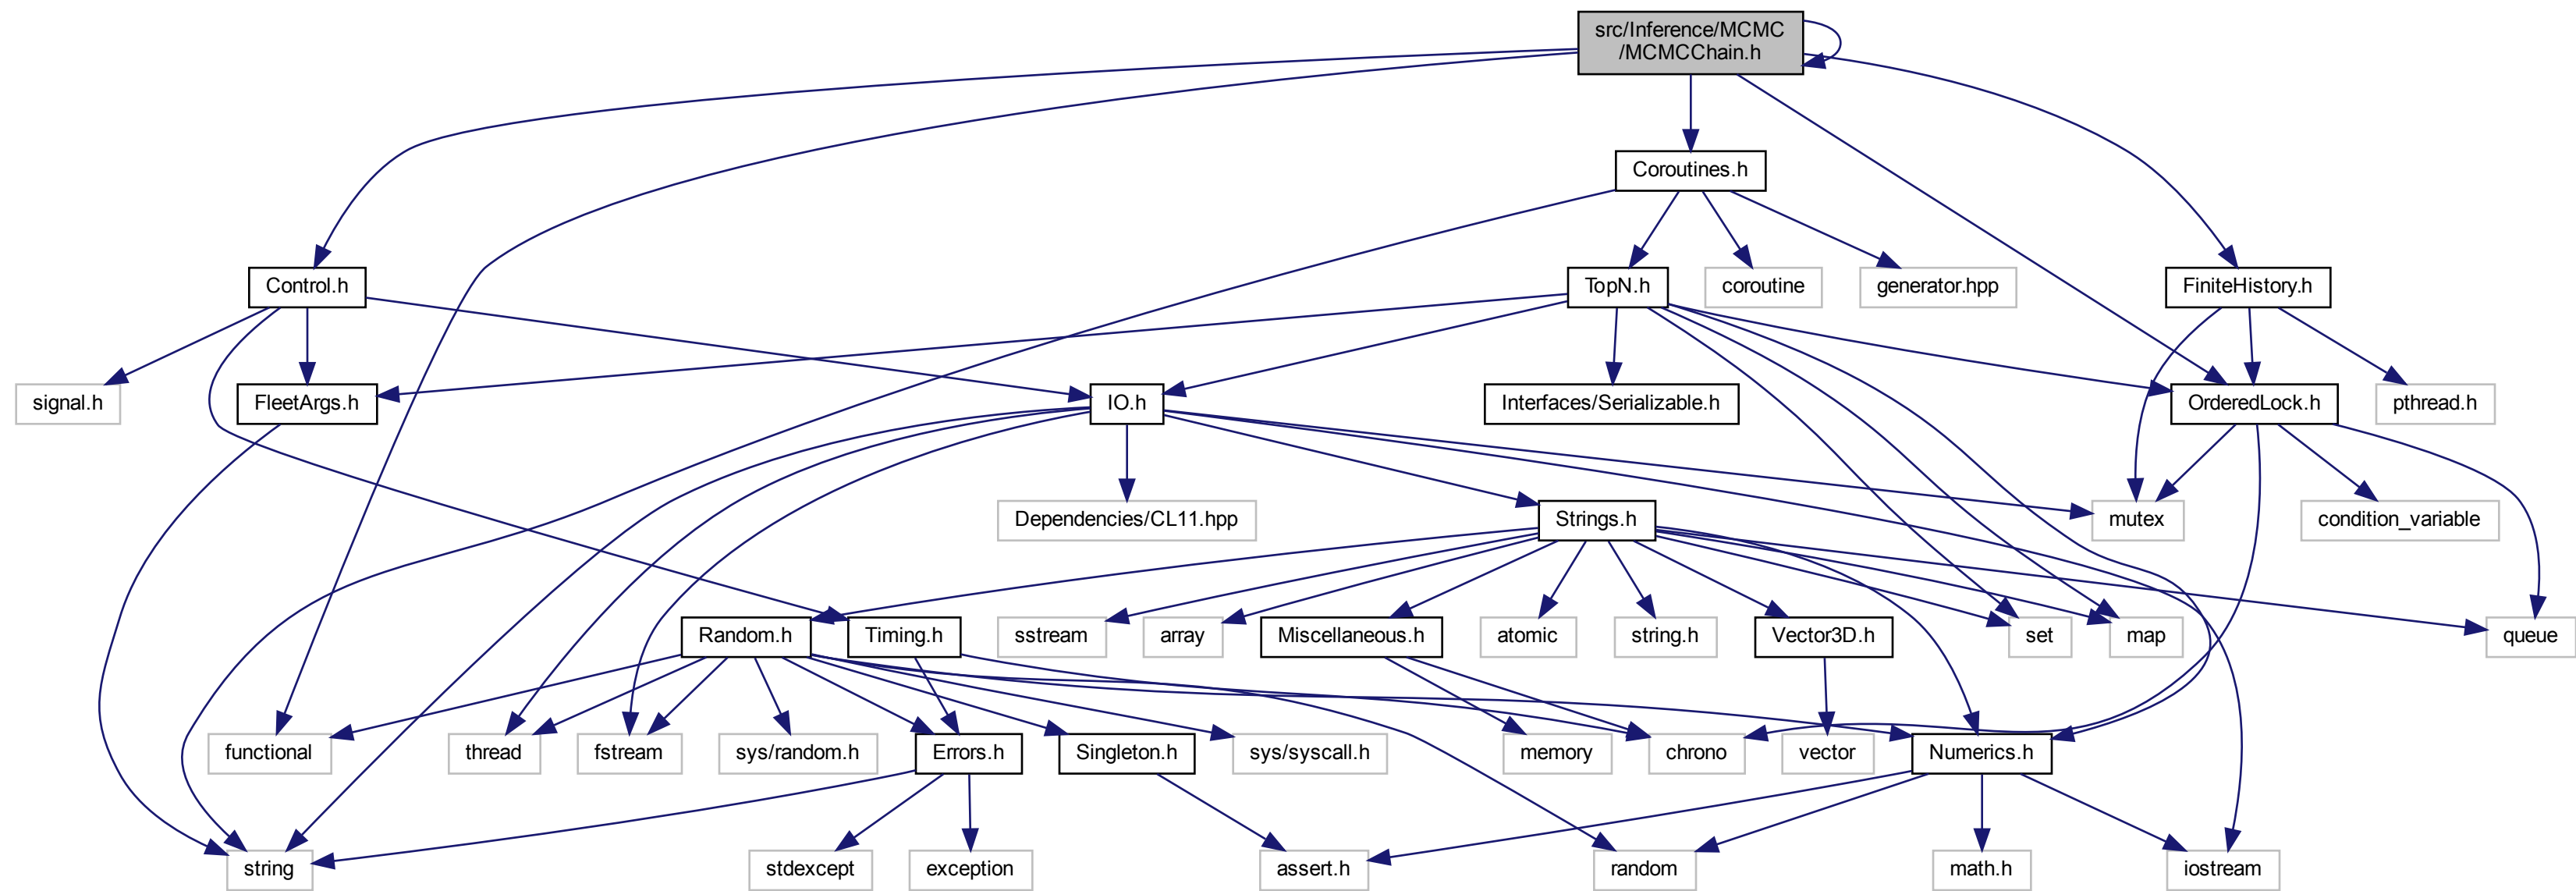 src/Inference/MCMC
/MCMCChain.h
Coroutines.h
Control.h
TopN.h
coroutine
generator.hpp
FiniteHistory.h
signal.h
FleetArgs.h
IO.h
Interfaces/Serializable.h
OrderedLock.h
pthread.h
Dependencies/CL11.hpp
Strings.h
mutex
condition_variable
Random.h
Timing.h
sstream
array
Miscellaneous.h
atomic
string.h
Vector3D.h
set
map
queue
functional
thread
fstream
sys/random.h
Errors.h
Singleton.h
sys/syscall.h
memory
chrono
vector
Numerics.h
string
stdexcept
exception
assert.h
random
math.h
iostream